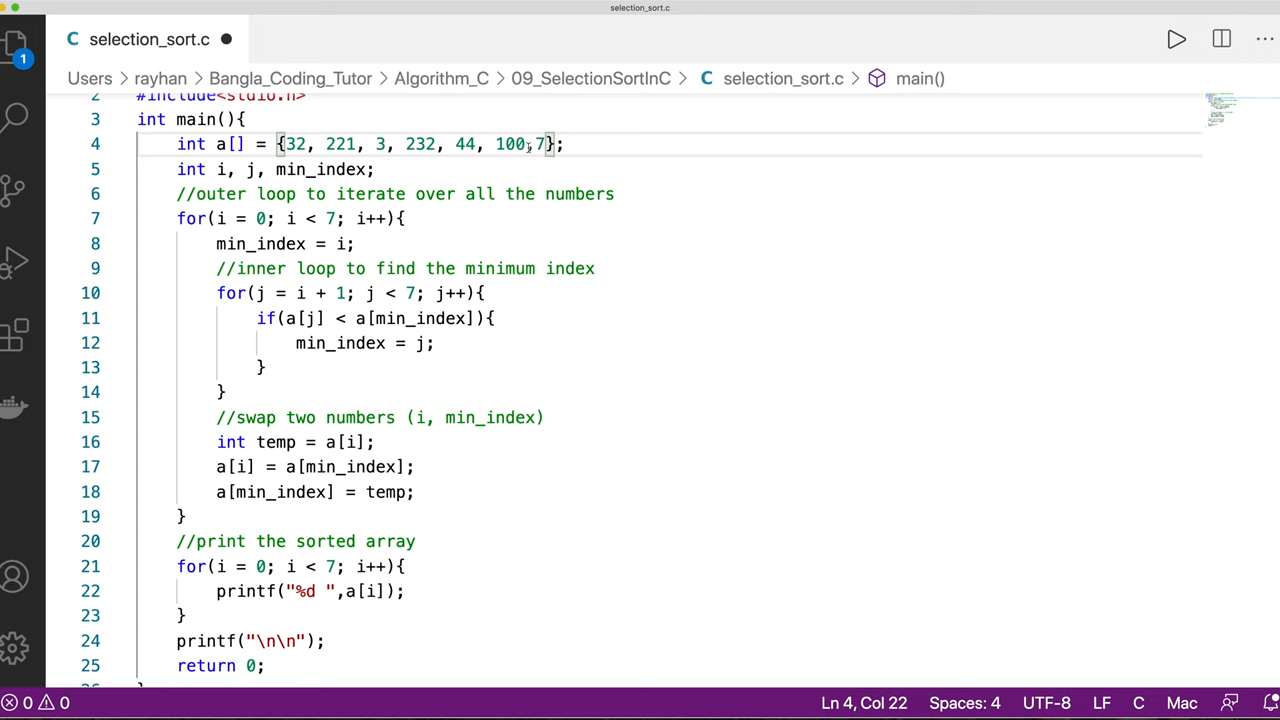 selection_sort.c
C selection_sort.c ●
1
Users > rayhan > Bangla_Coding_Tutor > Algorithm_C > 09_SelectionSortInC > C selection_sort.c > main()
2 #include<stdio.h>
3 int main(){
4 int a[] = {32, 221, 3, 232, 44, 100,7};
5 int i, j, min_index;
6 //outer loop to iterate over all the numbers
7 for(i = 0; i < 7; i++){
8 min_index = i;
9 //inner loop to find the minimum index
10 for(j = i + 1; j < 7; j++){
11 if(a[j] < a[min_index]){
12 min_index = j;
13 }
14 }
15 //swap two numbers (i, min_index)
16 int temp = a[i];
17 a[i] = a[min_index];
18 a[min_index] = temp;
19 }
20 //print the sorted array
21 for(i = 0; i < 7; i++){
22 printf("%d ",a[i]);
23 }
24 printf("\n\n");
25 return 0;
0 0 Ln 4, Col 22 Spaces: 4 UTF-8 LF C Mac